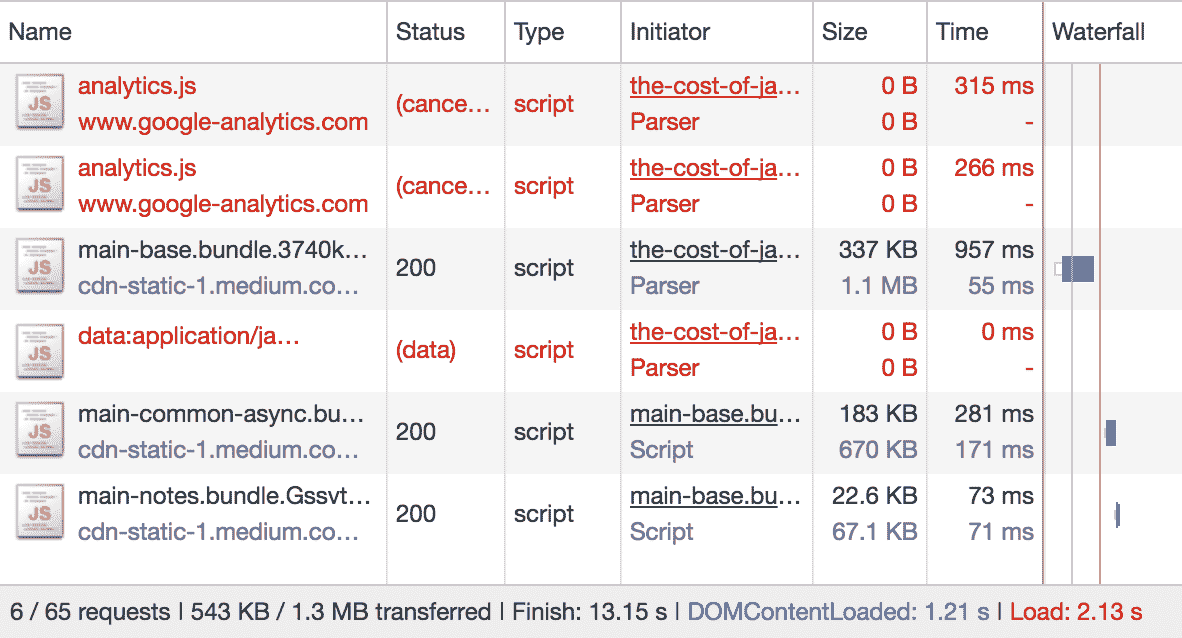 Name Status Type Initiator Size Time Waterfall
JS analytics.js (cance... script the-cost-of-ja... 0 B 315 ms
www.google-analytics.com Parser 0 B -
JS analytics.js (cance... script the-cost-of-ja... 0 B 266 ms
www.google-analytics.com Parser 0 B -
JS main-base.bundle.3740k... 200 script the-cost-of-ja... 337 KB 957 ms
cdn-static-1.medium.co... Parser 1.1 MB 55 ms
JS data:application/ja... (data) script the-cost-of-ja... 0 B 0 ms
Parser 0 B -
JS main-common-async.bu... 200 script main-base.bu... 183 KB 281 ms
cdn-static-1.medium.co... Script 670 KB 171 ms
JS main-notes.bundle.Gssvt... 200 script main-base.bu... 22.6 KB 73 ms
cdn-static-1.medium.co... Script 67.1 KB 71 ms
6 / 65 requests | 543 KB / 1.3 MB transferred | Finish: 13.15 s | DOMContentLoaded: 1.21 s | Load: 2.13 s